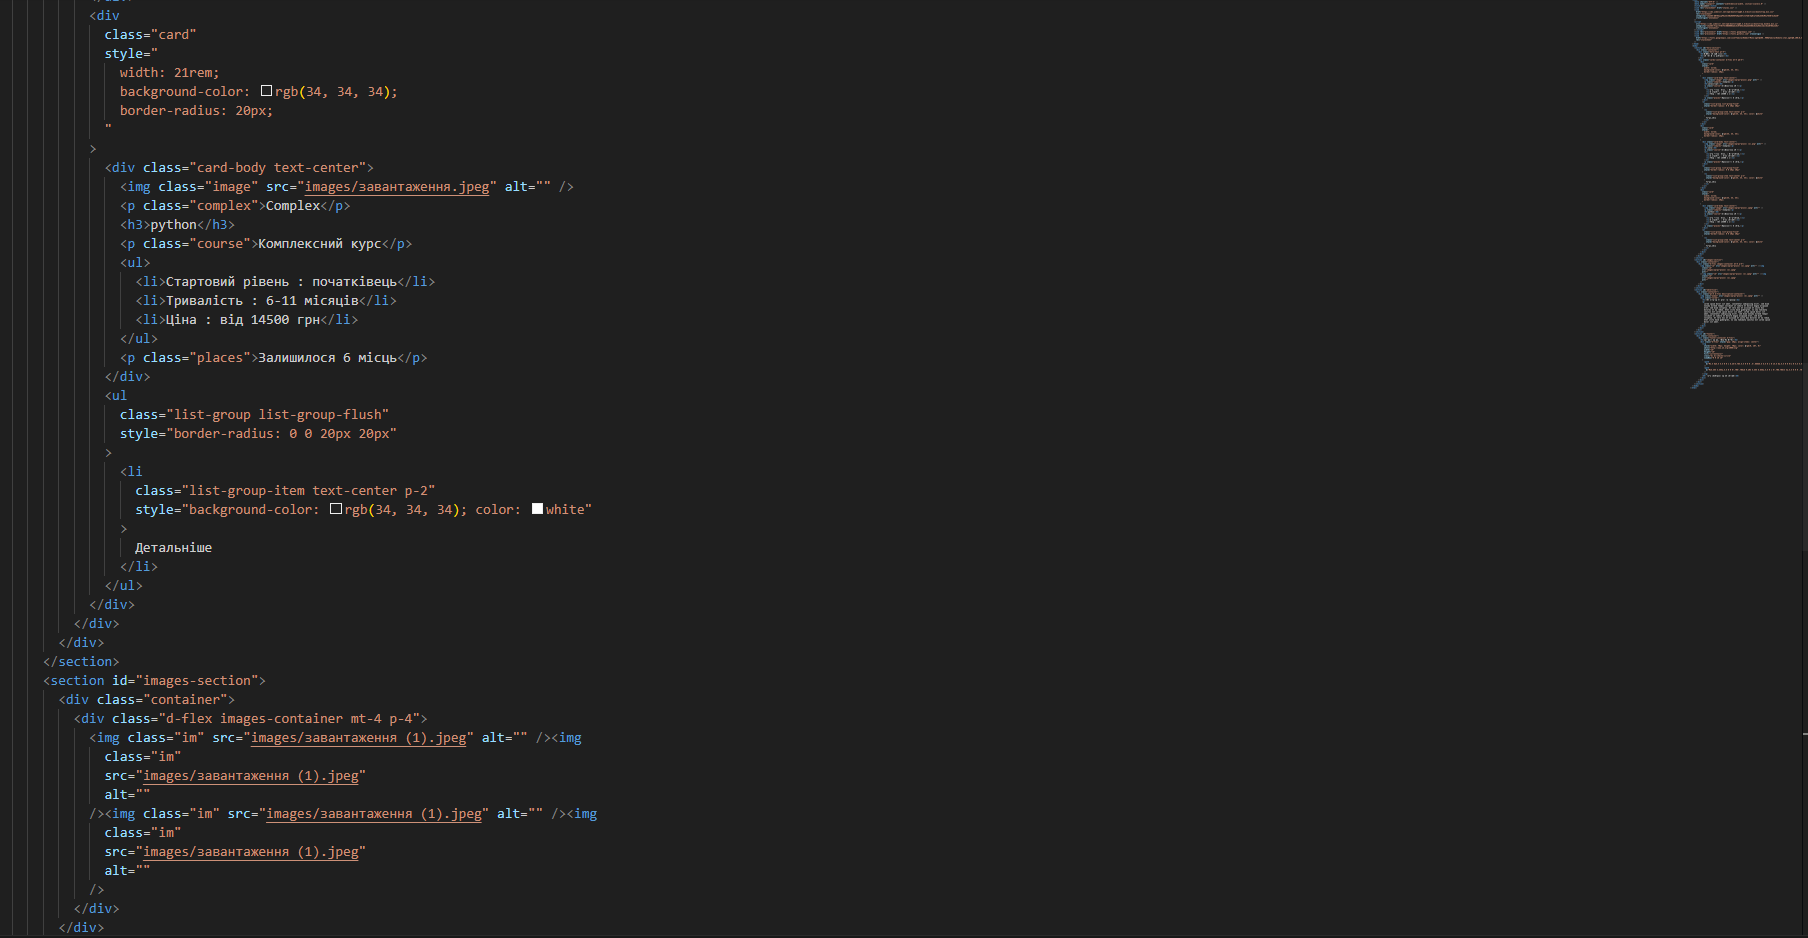 <div
class="card"
style="
width: 21rem;
background-color: rgb(34, 34, 34);
border-radius: 20px;
"
>
<div class="card-body text-center">
<img class="image" src="images/завантаження.jpeg" alt="" />
<p class="complex">Complex</p>
<h3>python</h3>
<p class="course">Комплексний курс</p>
<ul>
<li>Стартовий рівень : початківець</li>
<li>Тривалість : 6-11 місяців</li>
<li>Ціна : від 14500 грн</li>
</ul>
<p class="places">Залишилося 6 місць</p>
</div>
<ul
class="list-group list-group-flush"
style="border-radius: 0 0 20px 20px"
>
<li
class="list-group-item text-center p-2"
style="background-color: rgb(34, 34, 34); color: white"
>
Детальніше
</li>
</ul>
</div>
</div>
</div>
</section>
<section id="images-section">
<div class="container">
<div class="d-flex images-container mt-4 p-4">
<img class="im" src="images/завантаження (1).jpeg" alt="" /><img
class="im"
src="images/завантаження (1).jpeg"
alt=""
/><img class="im" src="images/завантаження (1).jpeg" alt="" /><img
class="im"
src="images/завантаження (1).jpeg"
alt=""
/>
</div>
</div>